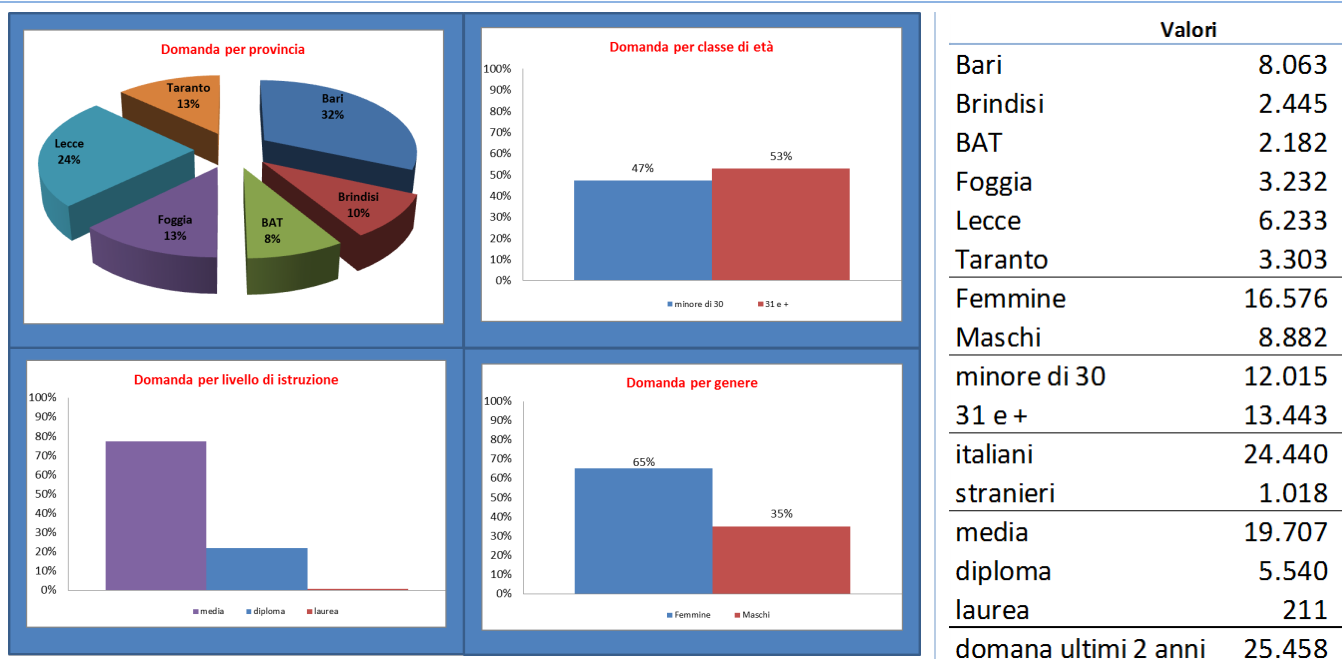 Domanda per provincia
Taranto
13%
Bari
32%
Lecce
24%
Brindisi
10%
Foggia
13%
BAT
8%
Domanda per classe di età
100%
90%
80%
70%
60%
50%
40%
30%
20%
10%
0%
47%
53%
minore di 30
31 e +
Domanda per livello di istruzione
100%
90%
80%
70%
60%
50%
40%
30%
20%
10%
0%
media
diploma
laurea
Domanda per genere
100%
90%
80%
70%
60%
50%
40%
30%
20%
10%
0%
65%
35%
Femmine
Maschi
Valori
Bari 8.063
Brindisi 2.445
BAT 2.182
Foggia 3.232
Lecce 6.233
Taranto 3.303
Femmine 16.576
Maschi 8.882
minore di 30 12.015
31 e + 13.443
italiani 24.440
stranieri 1.018
media 19.707
diploma 5.540
laurea 211
domana ultimi 2 anni 25.458